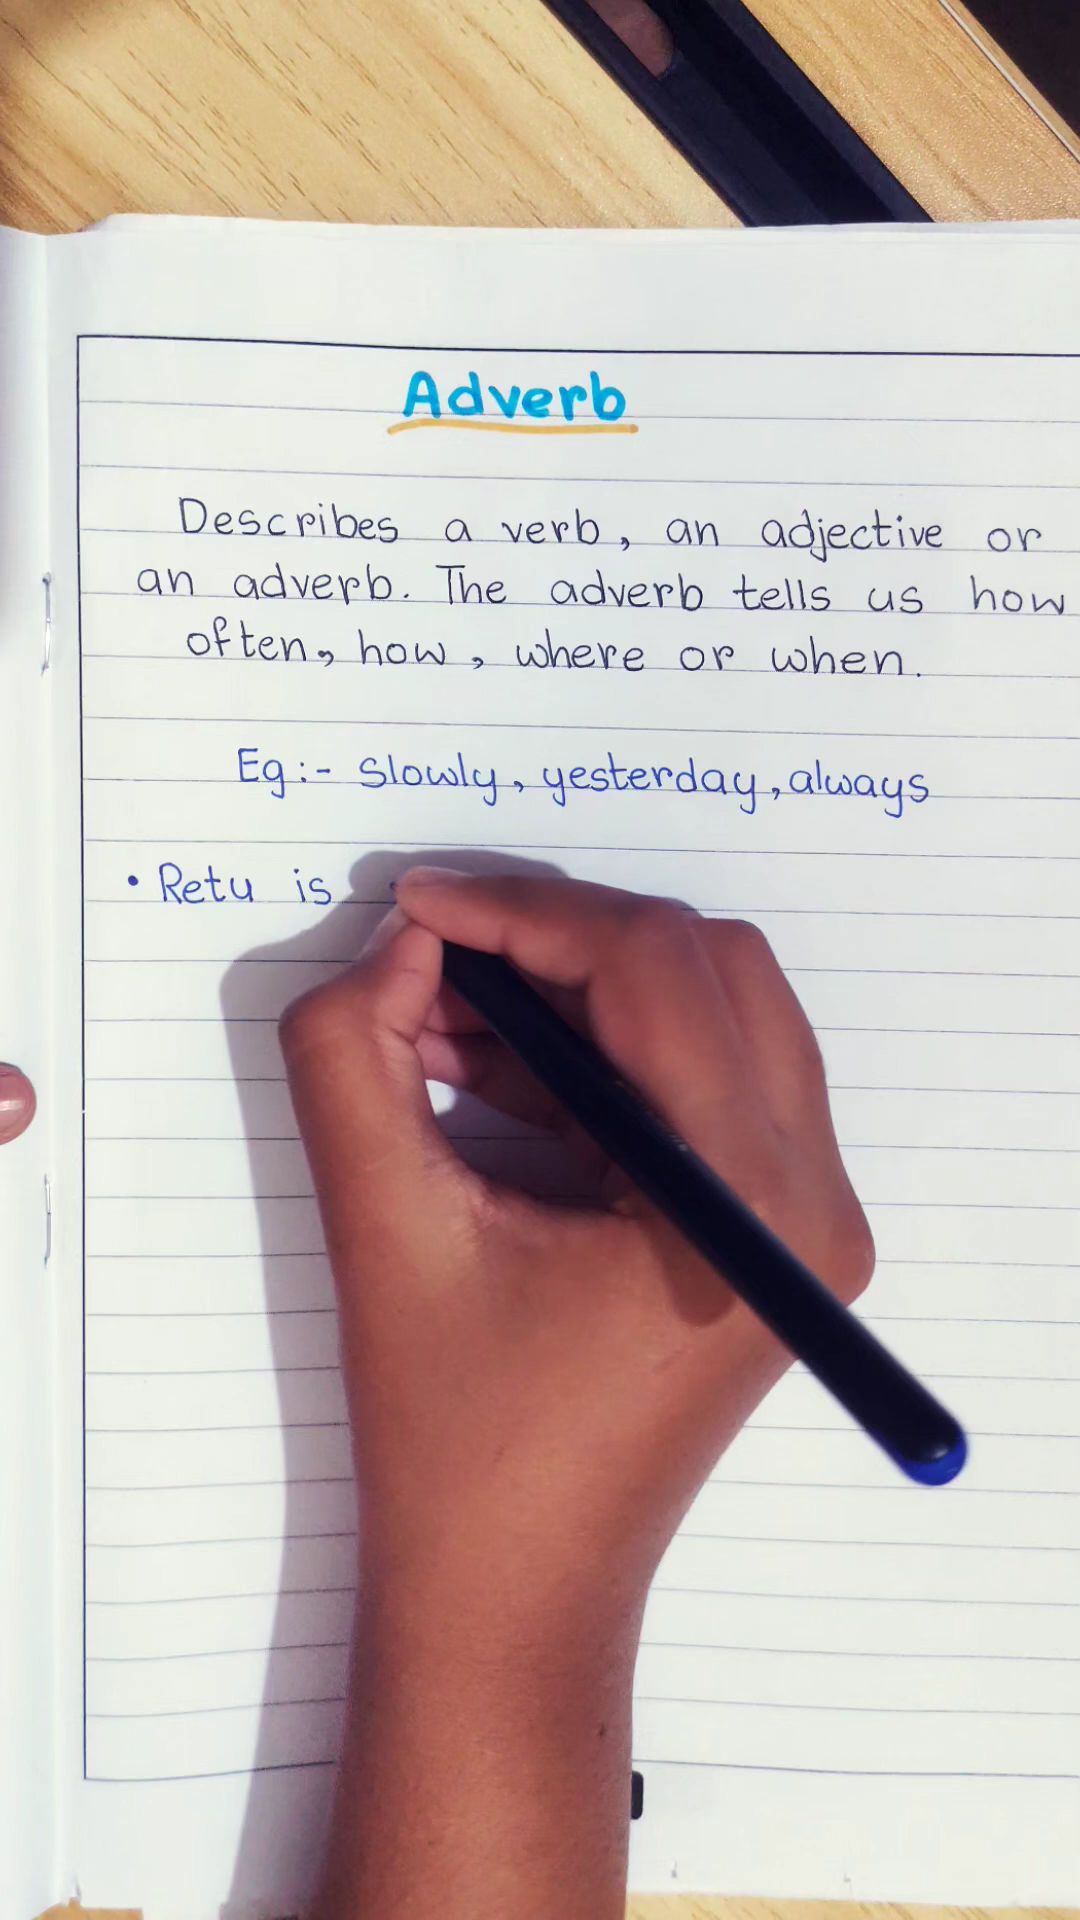 Adverb
Describes a verb, an adjective or
an adverb. The adverb tells us how
often, how, where or when.
Eg:- Slowly, yesterday, always
• Retu is